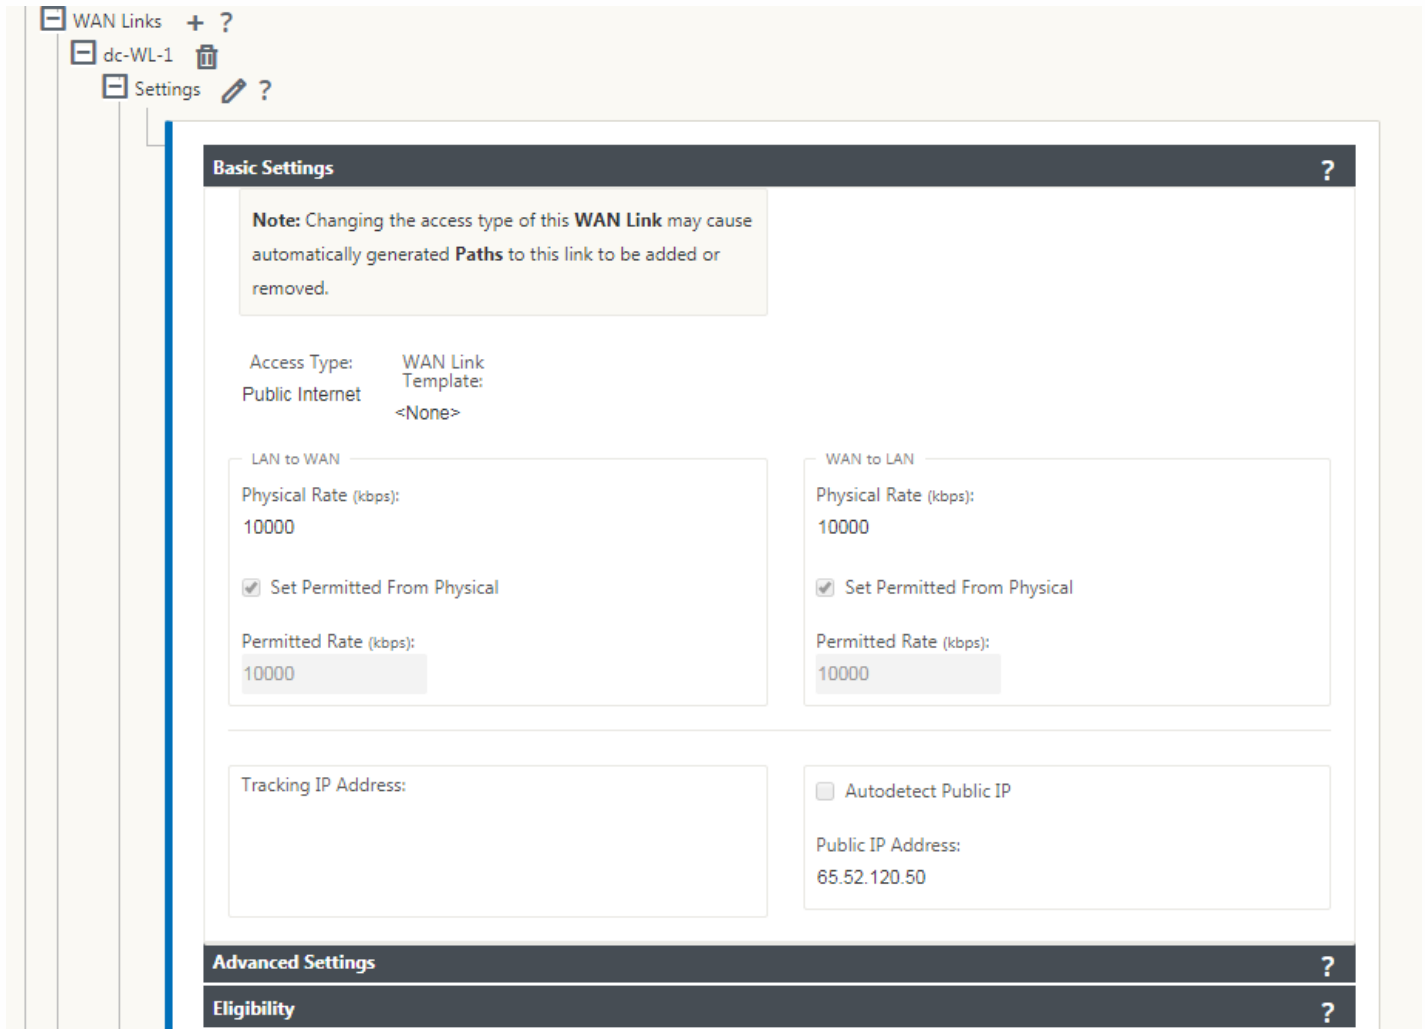 WAN Links + ?
dc-WL-1
Settings ?
Basic Settings ?
Note: Changing the access type of this WAN Link may cause
automatically generated Paths to this link to be added or
removed.
Access Type:
Public Internet
WAN Link
Template:
<None>
LAN to WAN
Physical Rate (kbps):
10000
Set Permitted From Physical
Permitted Rate (kbps):
10000
WAN to LAN
Physical Rate (kbps):
10000
Set Permitted From Physical
Permitted Rate (kbps):
10000
Tracking IP Address:
Autodetect Public IP
Public IP Address:
65.52.120.50
Advanced Settings ?
Eligibility ?